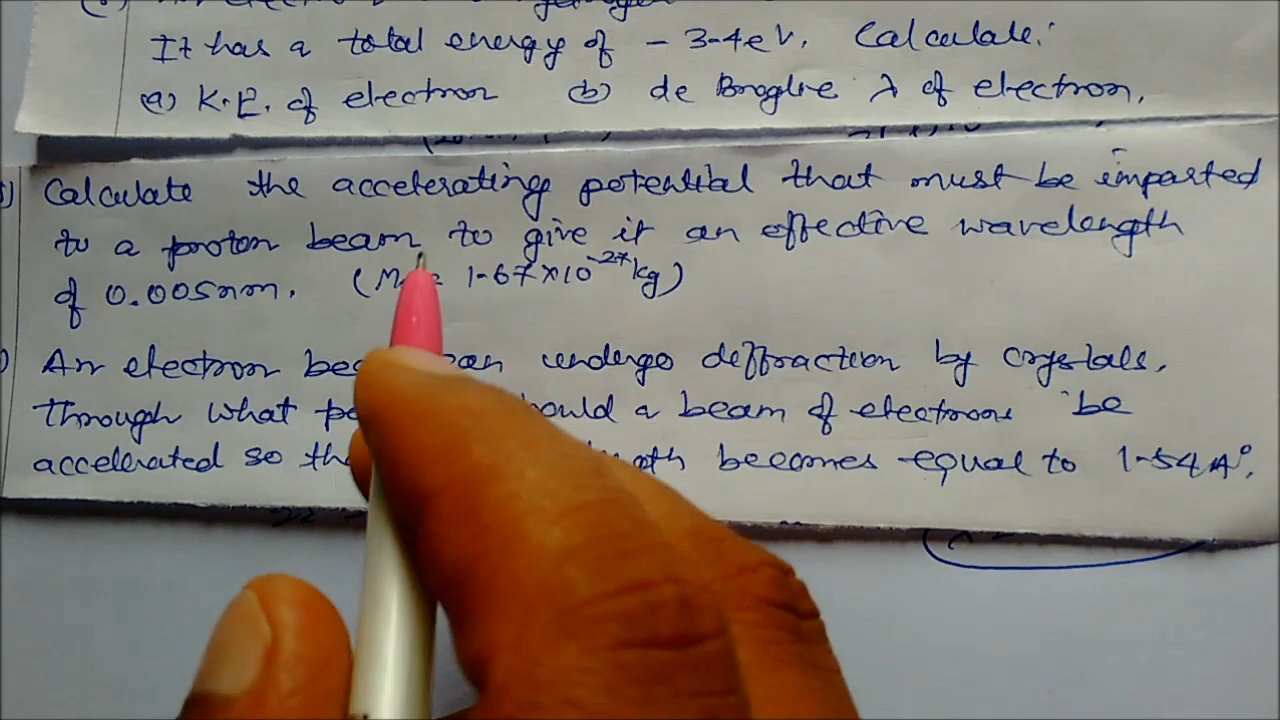 It has a total energy of - 3.4eV. Calculate:
(a) K.E. of electron (b) de Broglie λ of electron,
Calculate the accelerating potential that must be imparted
to a proton beam to give it an effective wavelength
of 0.005nm. (M = 1.67×10⁻²⁷kg)
An electron can undergo deffraction by crystals,
through what should a beam of electrons be
accelerated so becomes equal to 1.54A°.